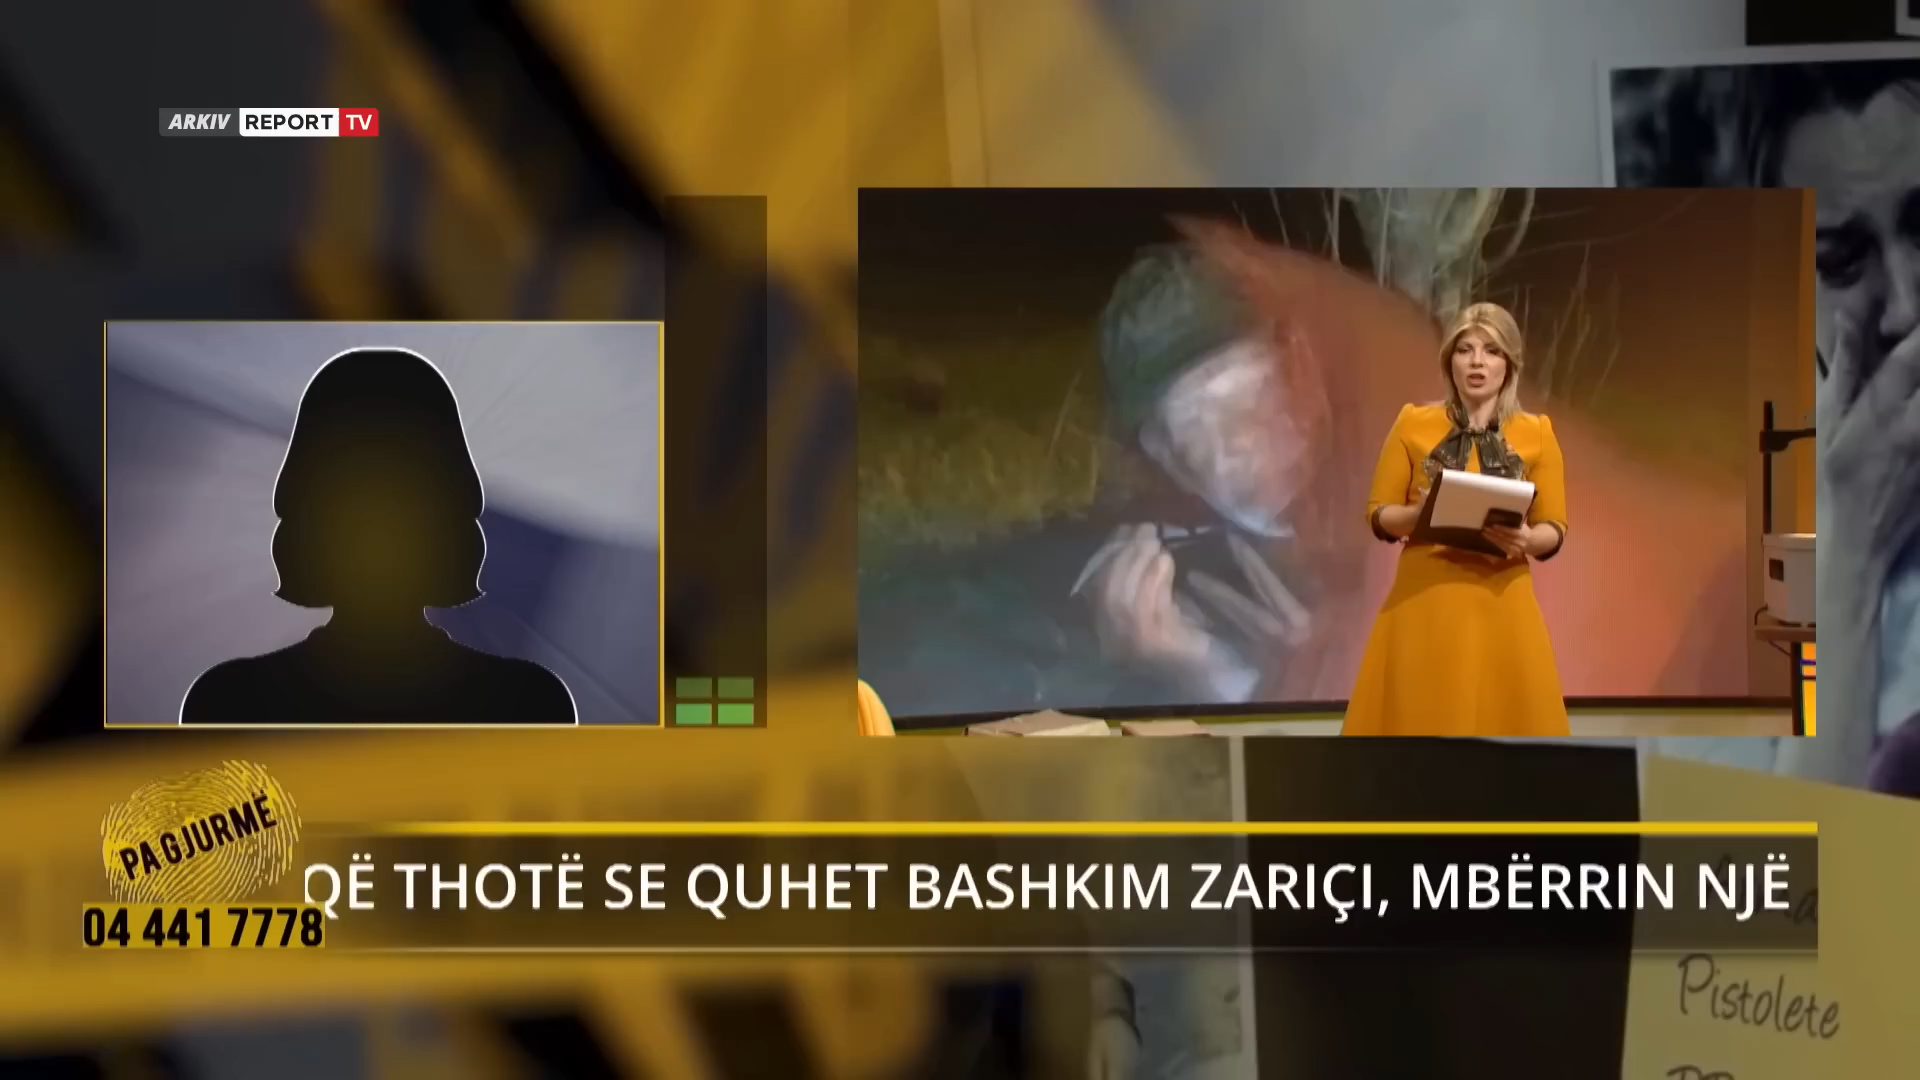 ARKIV REPORT TV
PA GJURMË
QË THOTË SE QUHET BASHKIM ZARIÇI, MBËRRIN NJË
04 441 7778
Pistolete